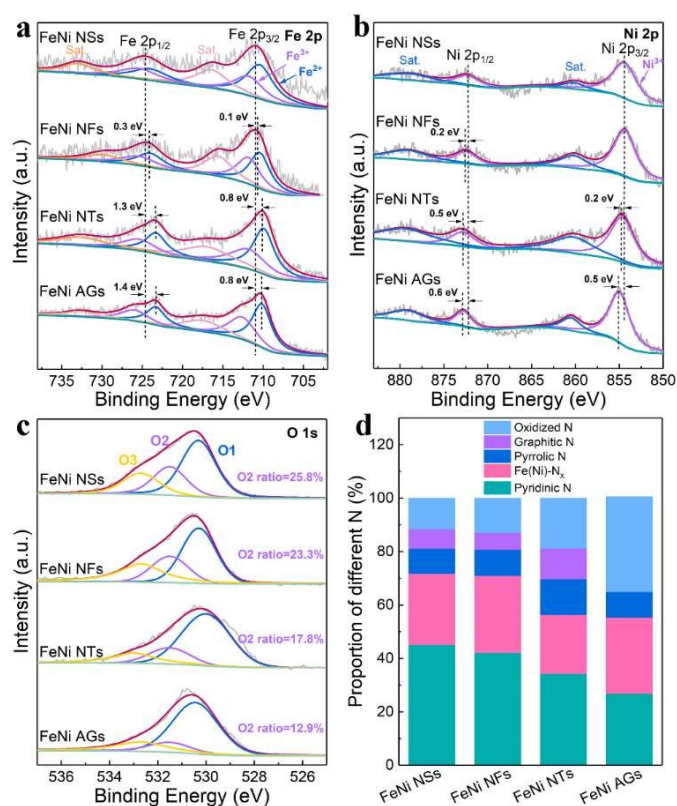 a
FeNi NSs
Sat.
Fe 2p1/2
Fe 2p3/2
Fe 2p
Fe3+
Fe2+
FeNi NFs
0.3 eV
0.1 eV
FeNi NTs
1.3 eV
0.8 eV
FeNi AGs
1.4 eV
0.8 eV
Intensity (a.u.)
735 730 725 720 715 710 705
Binding Energy (eV)
b
Ni 2p
FeNi NSs
Sat.
Ni 2p1/2
Sat.
Ni 2p3/2
FeNi NFs
0.2 eV
FeNi NTs
0.5 eV
0.2 eV
FeNi AGs
0.6 eV
0.5 eV
Intensity (a.u.)
880 875 870 865 860 855 850
Binding Energy (eV)
c
O 1s
O3
O2
O1
FeNi NSs
O2 ratio=25.8%
FeNi NFs
O2 ratio=23.3%
FeNi NTs
O2 ratio=17.8%
FeNi AGs
O2 ratio=12.9%
Intensity (a.u.)
536 534 532 530 528 526
Binding Energy (eV)
d
Oxidized N
Graphitic N
Pyrrolic N
Fe(Ni)-Nx
Pyridinic N
Proportion of different N (%)
120
100
80
60
40
20
0
FeNi NSs
FeNi NFs
FeNi NTs
FeNi AGs